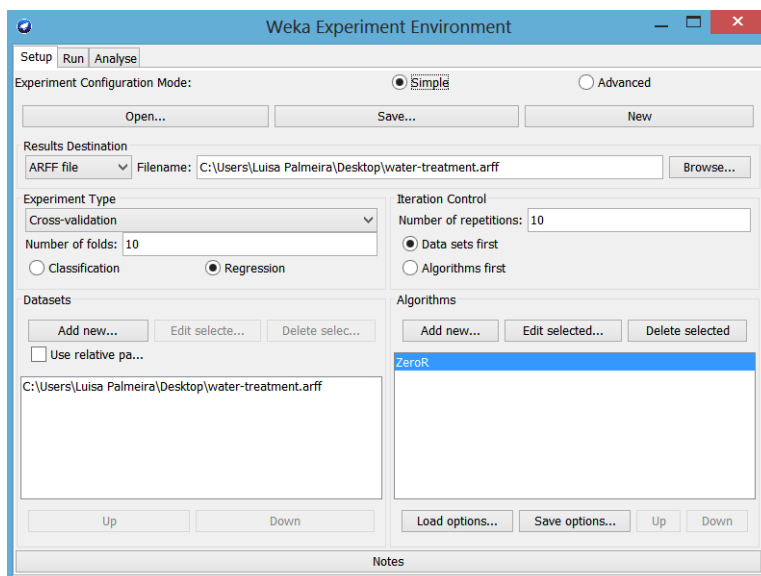 Weka Experiment Environment
Setup Run Analyse
Experiment Configuration Mode: Simple Advanced
Open... Save... New
Results Destination
ARFF file Filename: C:\Users\Luisa Palmeira\Desktop\water-treatment.arff Browse...
Experiment Type Iteration Control
Cross-validation Number of repetitions: 10
Number of folds: 10 Data sets first
Classification Regression Algorithms first
Datasets Algorithms
Add new... Edit selecte... Delete selec... Add new... Edit selected... Delete selected
Use relative pa...
ZeroR
C:\Users\Luisa Palmeira\Desktop\water-treatment.arff
Up Down Load options... Save options... Up Down
Notes